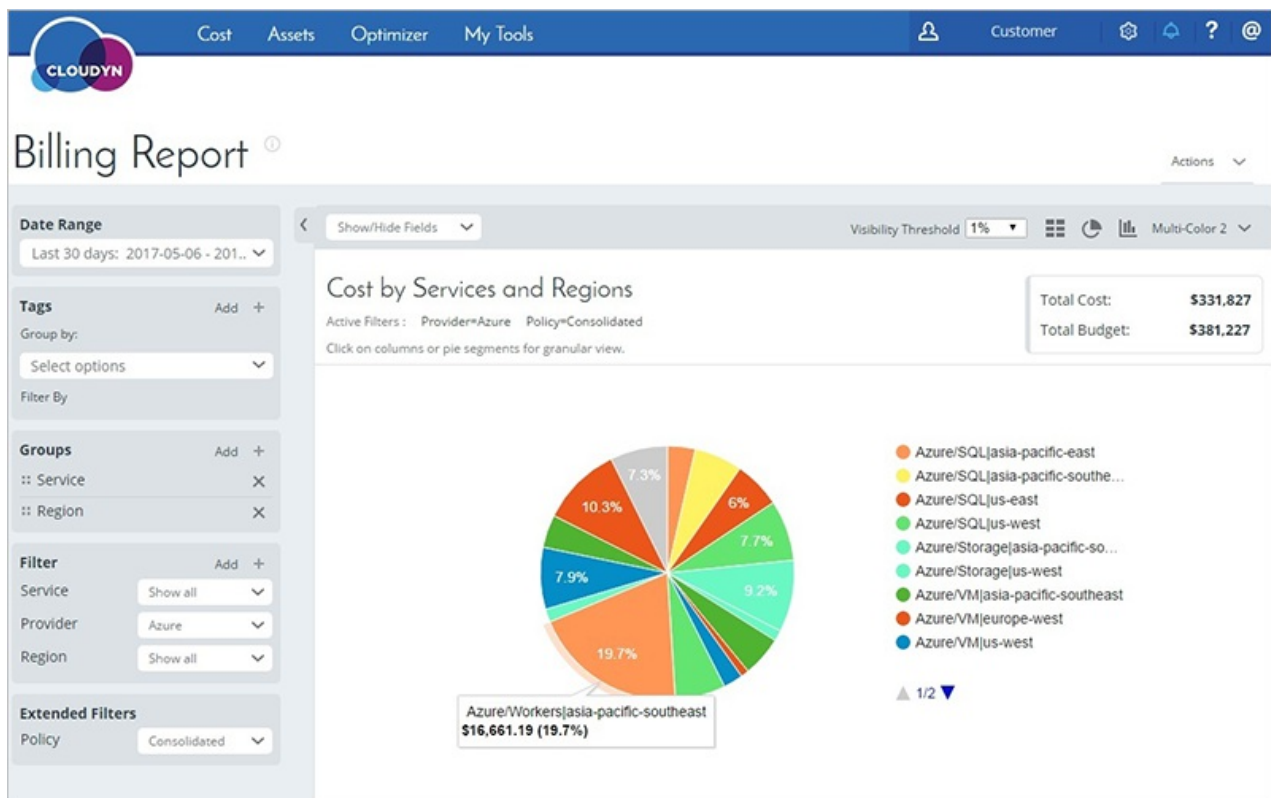 Cost Assets Optimizer My Tools Customer ? @
CLOUDYN
Billing Report
Actions
Date Range
Last 30 days: 2017-05-06 - 201..
Tags Add +
Group by:
Select options
Filter By
Groups Add +
Service
Region
Filter Add +
Service Show all
Provider Azure
Region Show all
Extended Filters
Policy Consolidated
Show/Hide Fields
Visibility Threshold 1% Multi-Color 2
Cost by Services and Regions
Active Filters : Provider=Azure Policy=Consolidated
Click on columns or pie segments for granular view.
Total Cost: $331,827
Total Budget: $381,227
7.3%
10.3%
6%
7.7%
7.9%
9.2%
19.7%
Azure/Workers|asia-pacific-southeast
$16,661.19 (19.7%)
Azure/SQL|asia-pacific-east
Azure/SQL|asia-pacific-southe...
Azure/SQL|us-east
Azure/SQL|us-west
Azure/Storage|asia-pacific-so...
Azure/Storage|us-west
Azure/VM|asia-pacific-southeast
Azure/VM|europe-west
Azure/VM|us-west
1/2